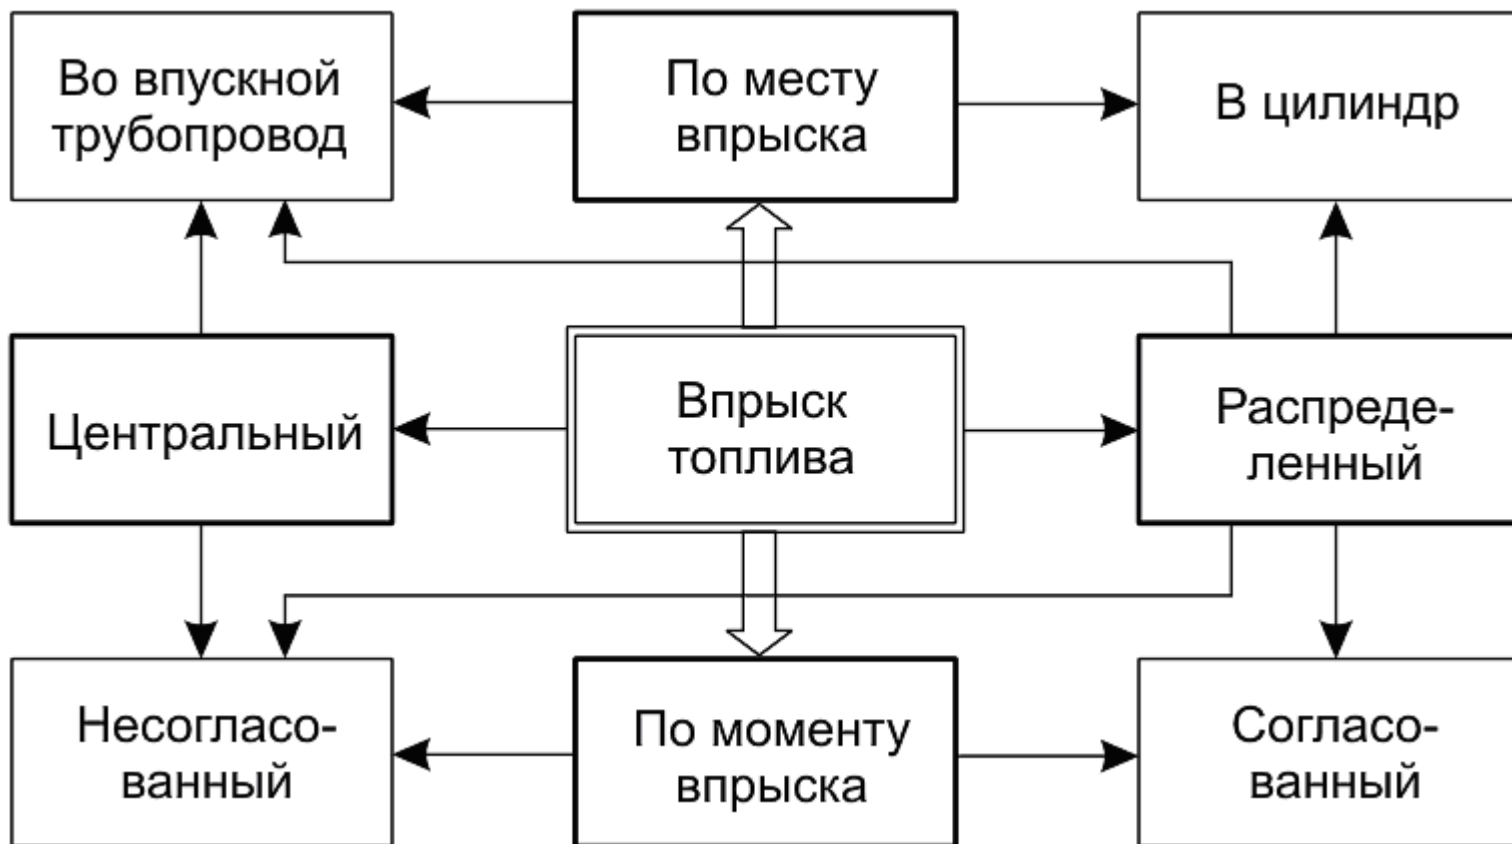 Во впускной
трубопровод
По месту
впрыска
В цилиндр
Центральный
Впрыск
топлива
Распреде-
ленный
Несогласо-
ванный
По моменту
впрыска
Согласо-
ванный